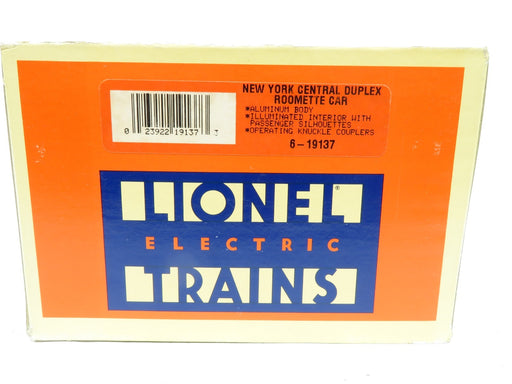 NEW YORK CENTRAL DUPLEX
ROOMETTE CAR
*ALUMINUM BODY
*ILLUMINATED INTERIOR WITH
PASSENGER SILHOUETTES
*OPERATING KNUCKLE COUPLERS
6-19137
0 23922 19137 3
LIONEL®
ELECTRIC
TRAINS